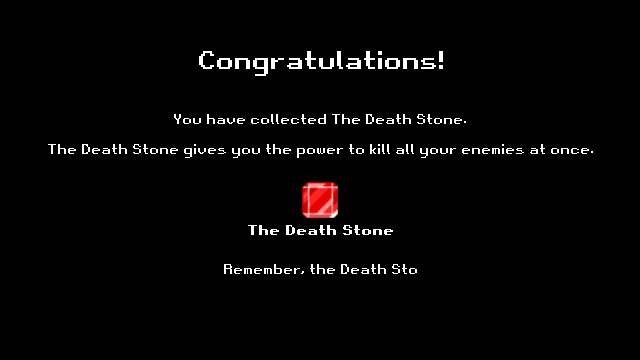 Congratulations!
You have collected The Death Stone.
The Death Stone gives you the power to kill all your enemies at once.
The Death Stone
Remember, the Death Sto